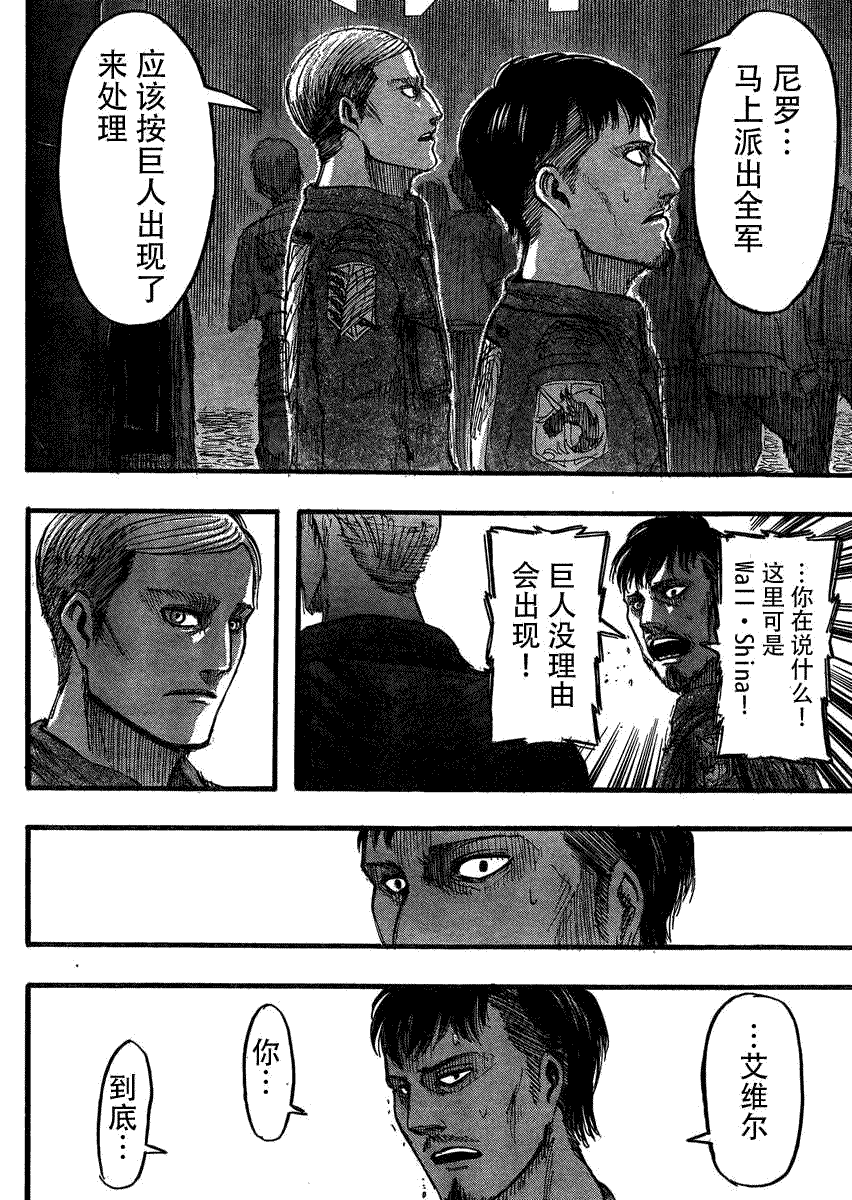 尼罗…
马上派出全军
应该按巨人出现了
来处理
…你在说什么！
这里可是
Wall·Shina！
巨人没理由
会出现！
…艾维尔
你…
到底…